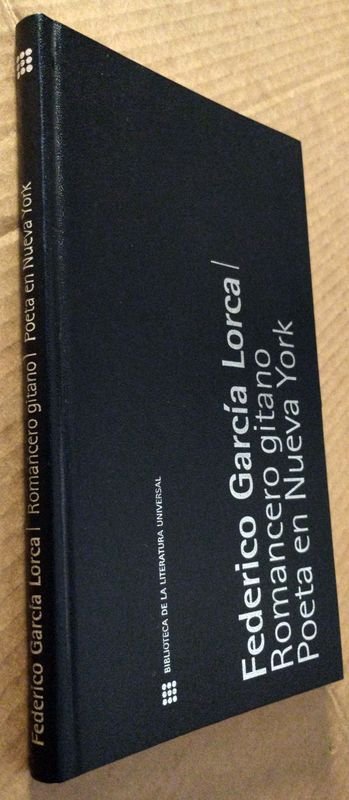 Federico García Lorca| Romancero gitano| Poeta en Nueva York
BIBLIOTECA DE LA LITERATURA UNIVERSAL
Federico García Lorca|
Romancero gitano
Poeta en Nueva York